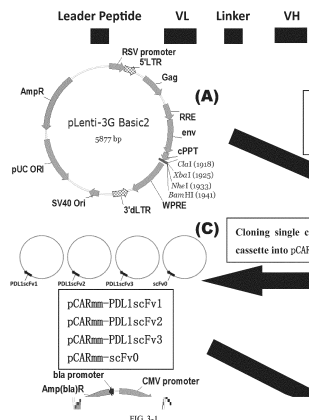 Leader Peptide VL Linker VH
RSV promoter
5'LTR
Gag
AmpR
(A)
pLenti-3G Basic2
5877 bp
RRE
env
cPPT
ClaI (1918)
XbaI (1925)
NheI (1933)
BamHI (1941)
pUC ORI
SV40 Ori
3'dLTR
WPRE
(C)
Cloning single c
cassette into pCAR
PDL1scFv1 PDL1scFv2 PDL1scFv3 scFv0
pCARmm-PDL1scFv1
pCARmm-PDL1scFv2
pCARmm-PDL1scFv3
pCARmm-scFv0
bla promoter
Amp(bla)R
CMV promoter
FIG. 3-1